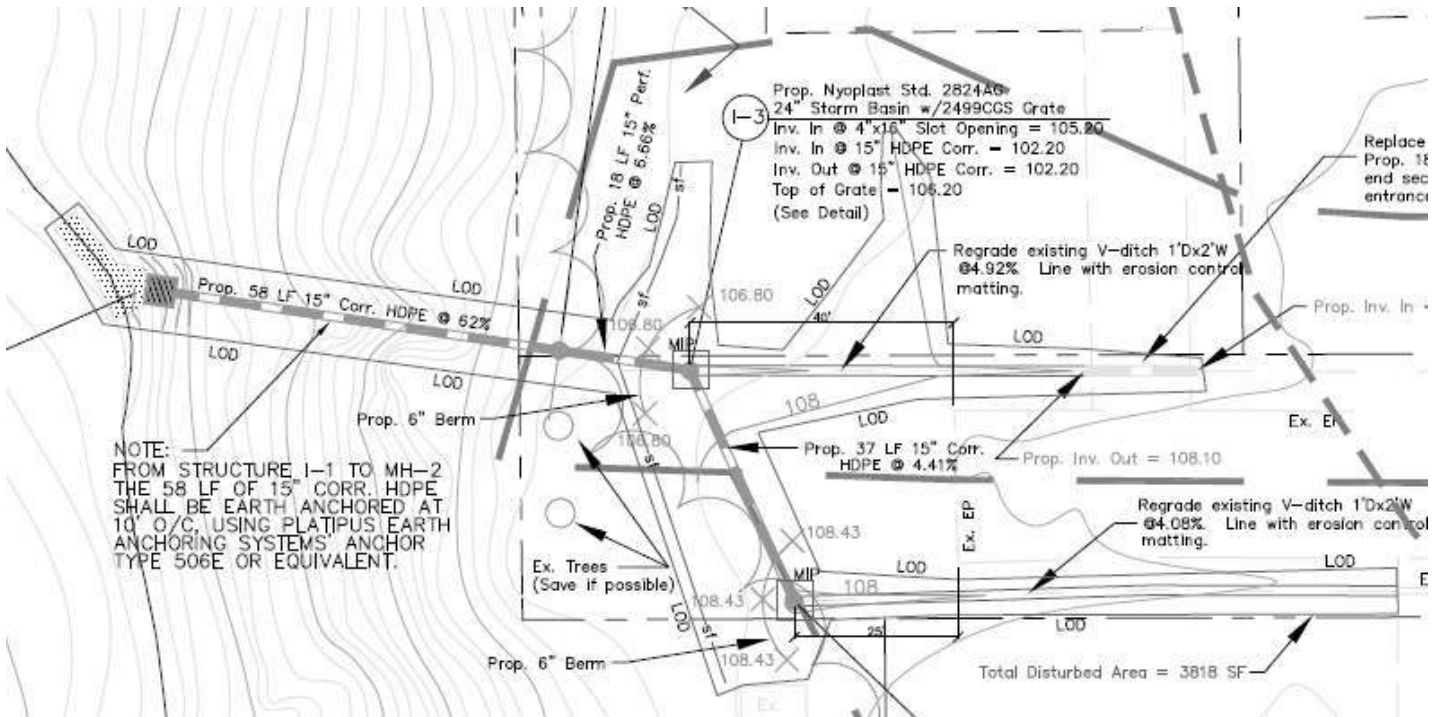 Prop. Nyoplast Std. 2824AG
24" Storm Basin w/2499CGS Grate
I-3
Inv. In @ 4"x16" Slot Opening = 105.20
Inv. In @ 15" HDPE Corr. = 102.20
Inv. Out @ 15" HDPE Corr. = 102.20
Top of Grate = 106.20
(See Detail)
Prop. 18 LF 15" Perf.
HDPE @ 6.66%
LOD
sf
Replace
Prop. 18
end sec
entrance
Regrade existing V-ditch 1'Dx2'W
@4.92%. Line with erosion control
matting.
LOD
LOD
LOD
sf
106.80
Prop. Inv. In
Prop. 58 LF 15" Corr. HDPE @ 62%
40'
106.80
LOD
MIP
LOD
LOD
108
Prop. 6" Berm
LOD
Ex.
106.80
NOTE:
FROM STRUCTURE I-1 TO MH-2
THE 58 LF OF 15" CORR. HDPE
SHALL BE EARTH ANCHORED AT
10' O/C, USING PLATIPUS EARTH
ANCHORING SYSTEMS' ANCHOR
TYPE 506E OR EQUIVALENT.
Prop. 37 LF 15" Corr.
HDPE @ 4.41%
Prop. Inv. Out = 108.10
sf
Regrade existing V-ditch 1'Dx2'W
@4.08%. Line with erosion control
matting.
Ex. EP
108.43
Ex. Trees
(Save if possible)
MIP
LOD
LOD
108
108.43
LOD
sf
25'
LOD
Prop. 6" Berm
108.43
Total Disturbed Area = 3818 SF
Ex.